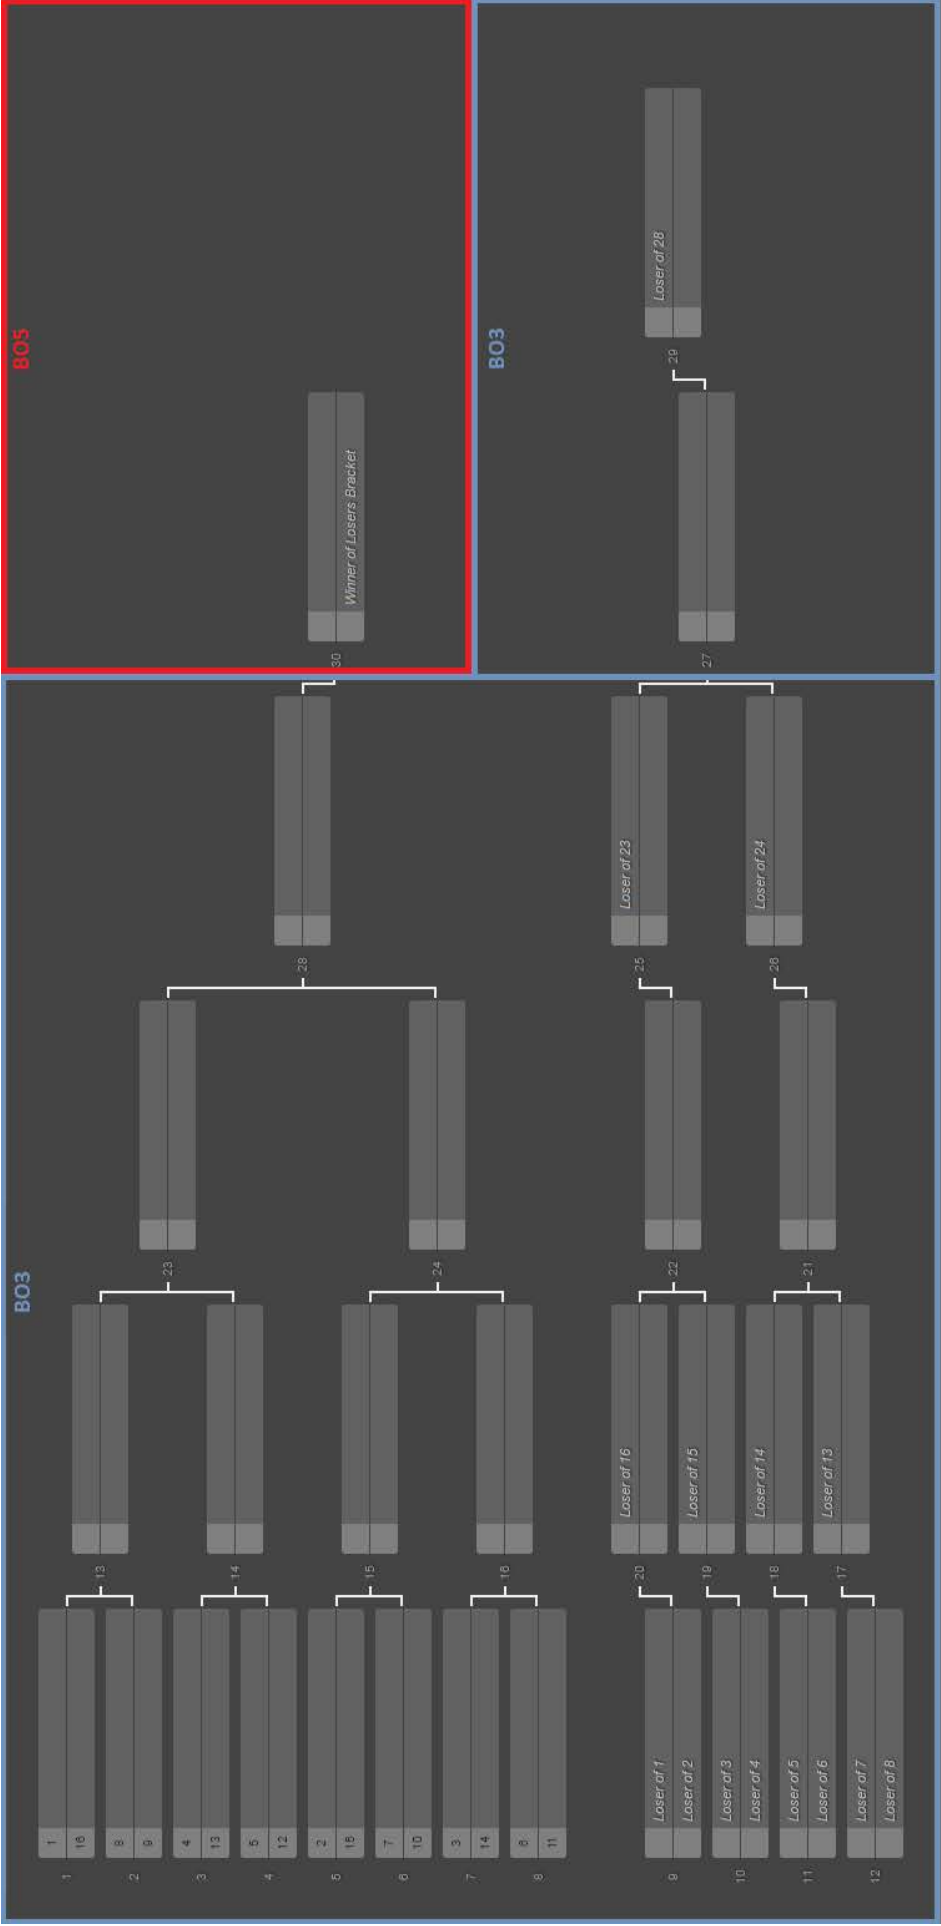 BO3
1
1
16
2
8
9
3
4
13
4
5
12
5
2
15
6
7
10
7
3
14
8
6
11
13
14
15
16
23
24
28
BO5
30
Winner of Losers Bracket
9
Loser of 1
Loser of 2
10
Loser of 3
Loser of 4
11
Loser of 5
Loser of 6
12
Loser of 7
Loser of 8
20
Loser of 16
19
Loser of 15
18
Loser of 14
17
Loser of 13
22
21
25
Loser of 23
26
Loser of 24
BO3
27
29
Loser of 28